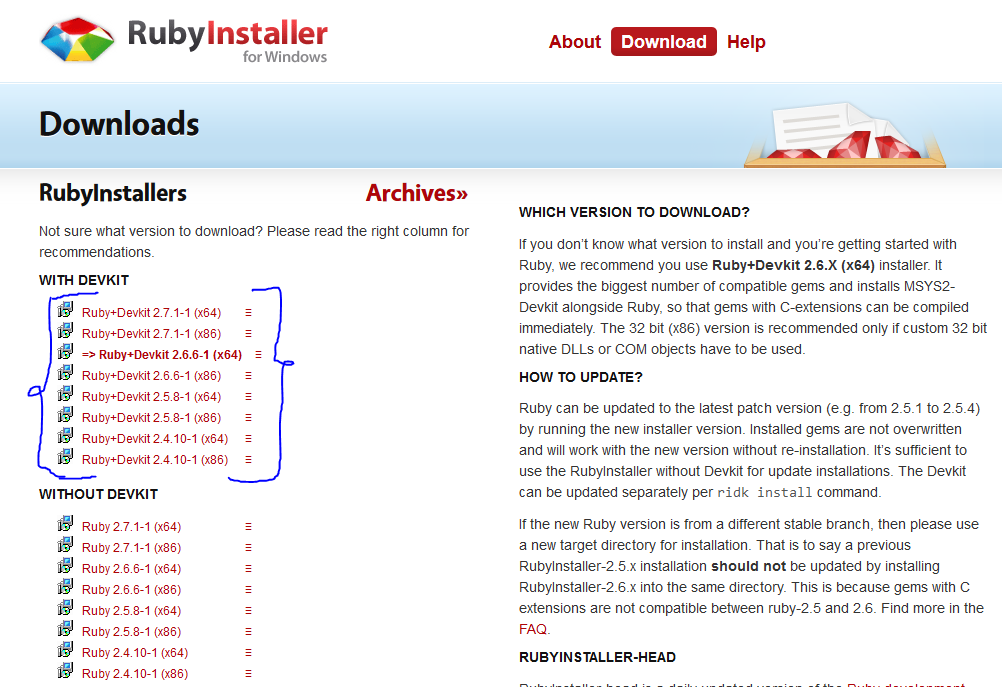 RubyInstaller
for Windows
About Download Help
Downloads
RubyInstallers
Archives»
Not sure what version to download? Please read the right column for
recommendations.
WITH DEVKIT
Ruby+Devkit 2.7.1-1 (x64)
Ruby+Devkit 2.7.1-1 (x86)
=> Ruby+Devkit 2.6.6-1 (x64)
Ruby+Devkit 2.6.6-1 (x86)
Ruby+Devkit 2.5.8-1 (x64)
Ruby+Devkit 2.5.8-1 (x86)
Ruby+Devkit 2.4.10-1 (x64)
Ruby+Devkit 2.4.10-1 (x86)
WITHOUT DEVKIT
Ruby 2.7.1-1 (x64)
Ruby 2.7.1-1 (x86)
Ruby 2.6.6-1 (x64)
Ruby 2.6.6-1 (x86)
Ruby 2.5.8-1 (x64)
Ruby 2.5.8-1 (x86)
Ruby 2.4.10-1 (x64)
Ruby 2.4.10-1 (x86)
WHICH VERSION TO DOWNLOAD?
If you don't know what version to install and you're getting started with
Ruby, we recommend you use Ruby+Devkit 2.6.X (x64) installer. It
provides the biggest number of compatible gems and installs MSYS2-
Devkit alongside Ruby, so that gems with C-extensions can be compiled
immediately. The 32 bit (x86) version is recommended only if custom 32 bit
native DLLs or COM objects have to be used.
HOW TO UPDATE?
Ruby can be updated to the latest patch version (e.g. from 2.5.1 to 2.5.4)
by running the new installer version. Installed gems are not overwritten
and will work with the new version without re-installation. It's sufficient to
use the RubyInstaller without Devkit for update installations. The Devkit
can be updated separately per ridk install command.
If the new Ruby version is from a different stable branch, then please use
a new target directory for installation. That is to say a previous
RubyInstaller-2.5.x installation should not be updated by installing
RubyInstaller-2.6.x into the same directory. This is because gems with C
extensions are not compatible between ruby-2.5 and 2.6. Find more in the
FAQ.
RUBYINSTALLER-HEAD
RubyInstaller-head is a daily updated version of the Ruby development